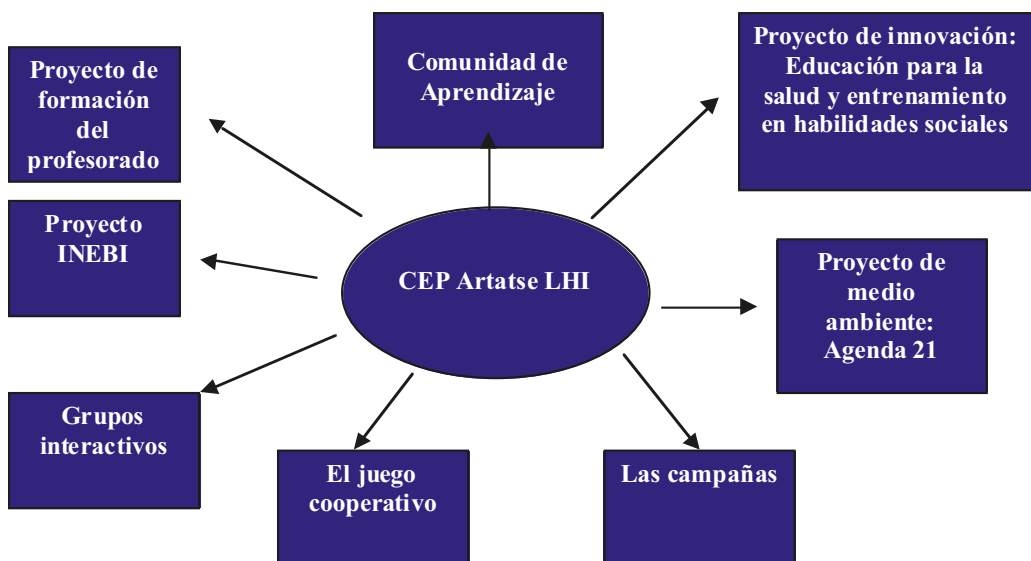 Proyecto de
formación
del
profesorado
Comunidad de
Aprendizaje
Proyecto de innovación:
Educación para la
salud y entrenamiento
en habilidades sociales
Proyecto
INEBI
CEP Artatse LHI
Proyecto de
medio
ambiente:
Agenda 21
Grupos
interactivos
El juego
cooperativo
Las campañas